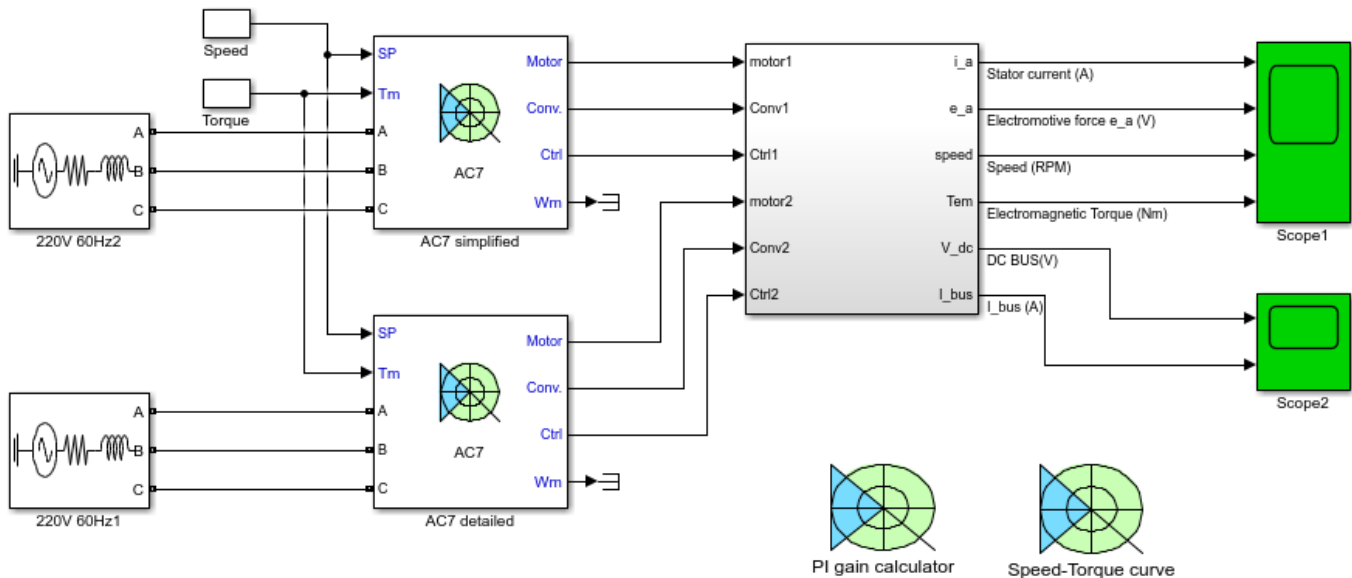 Speed
Torque
A
B
C
220V 60Hz2
SP
Tm
A
B
C
AC7
Motor
Conv.
Ctrl
Wm
AC7 simplified
motor1
Conv1
Ctrl1
motor2
Conv2
Ctrl2
i_a
e_a
speed
Tem
V_dc
I_bus
Stator current (A)
Electromotive force e_a (V)
Speed (RPM)
Electromagnetic Torque (Nm)
DC BUS(V)
I_bus (A)
Scope1
Scope2
A
B
C
220V 60Hz1
SP
Tm
A
B
C
AC7
Motor
Conv.
Ctrl
Wm
AC7 detailed
PI gain calculator
Speed-Torque curve